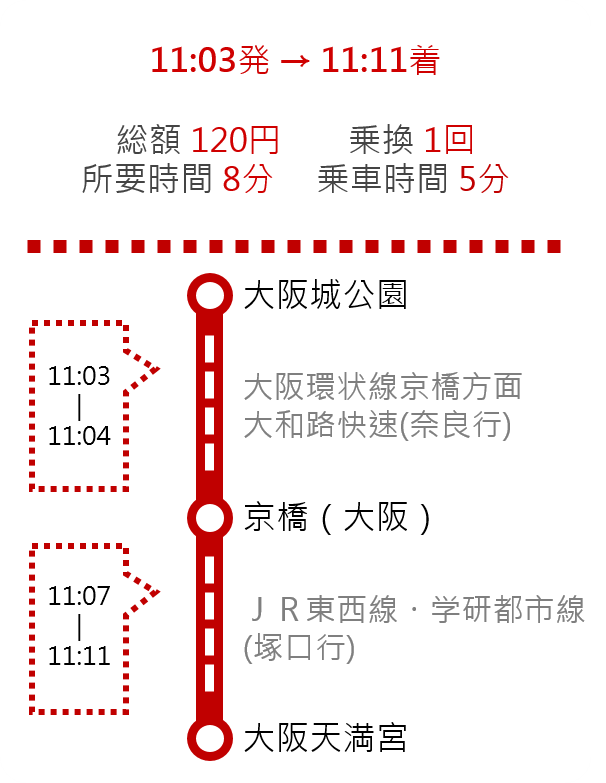 11:03発 → 11:11着
総額 120円 乗換 1回
所要時間 8分 乗車時間 5分
大阪城公園
11:03
|
11:04
大阪環状線京橋方面
大和路快速(奈良行)
京橋（大阪）
11:07
|
11:11
ＪＲ東西線・学研都市線
(塚口行)
大阪天満宮